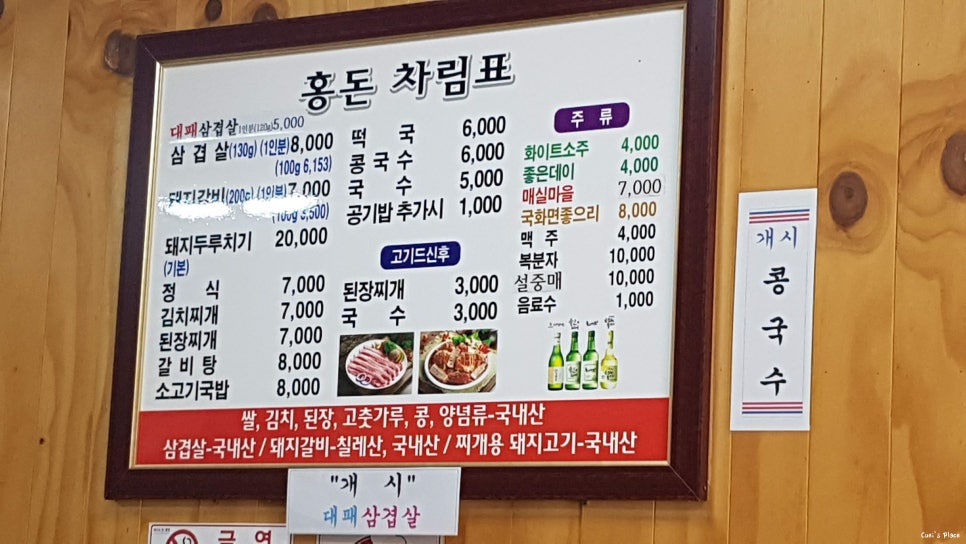 홍돈 차림표
대패삼겹살 1인분(120g) 5,000
삼 겹 살 (130g) (1인분) 8,000
(100g 6,153)
돼지갈비 (200g) (1인분) 7,000
(100g 3,500)
돼지두루치기 20,000
(기본)
정 식 7,000
김치찌개 7,000
된장찌개 7,000
갈 비 탕 8,000
소고기국밥 8,000
떡 국 6,000
콩 국 수 6,000
국 수 5,000
공기밥 추가시 1,000
고기드신후
된장찌개 3,000
국 수 3,000
주 류
화이트소주 4,000
좋은데이 4,000
매실마을 7,000
국화면좋으리 8,000
맥 주 4,000
복분자 10,000
설중매 10,000
음료수 1,000
쌀, 김치, 된장, 고춧가루, 콩, 양념류-국내산
삼겹살-국내산 / 돼지갈비-칠레산, 국내산 / 찌개용 돼지고기-국내산
"개 시"
대패삼겹살
개시
콩
국
수
금 연
Cuki's Place